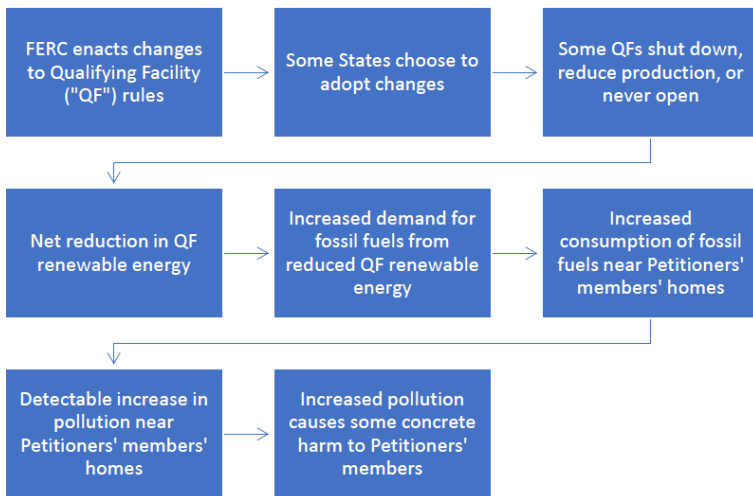 FERC enacts changes
to Qualifying Facility
("QF") rules
Some States choose to
adopt changes
Some QFs shut down,
reduce production, or
never open
Net reduction in QF
renewable energy
Increased demand for
fossil fuels from
reduced QF renewable
energy
Increased
consumption of fossil
fuels near Petitioners'
members' homes
Detectable increase in
pollution near
Petitioners' members'
homes
Increased pollution
causes some concrete
harm to Petitioners'
members